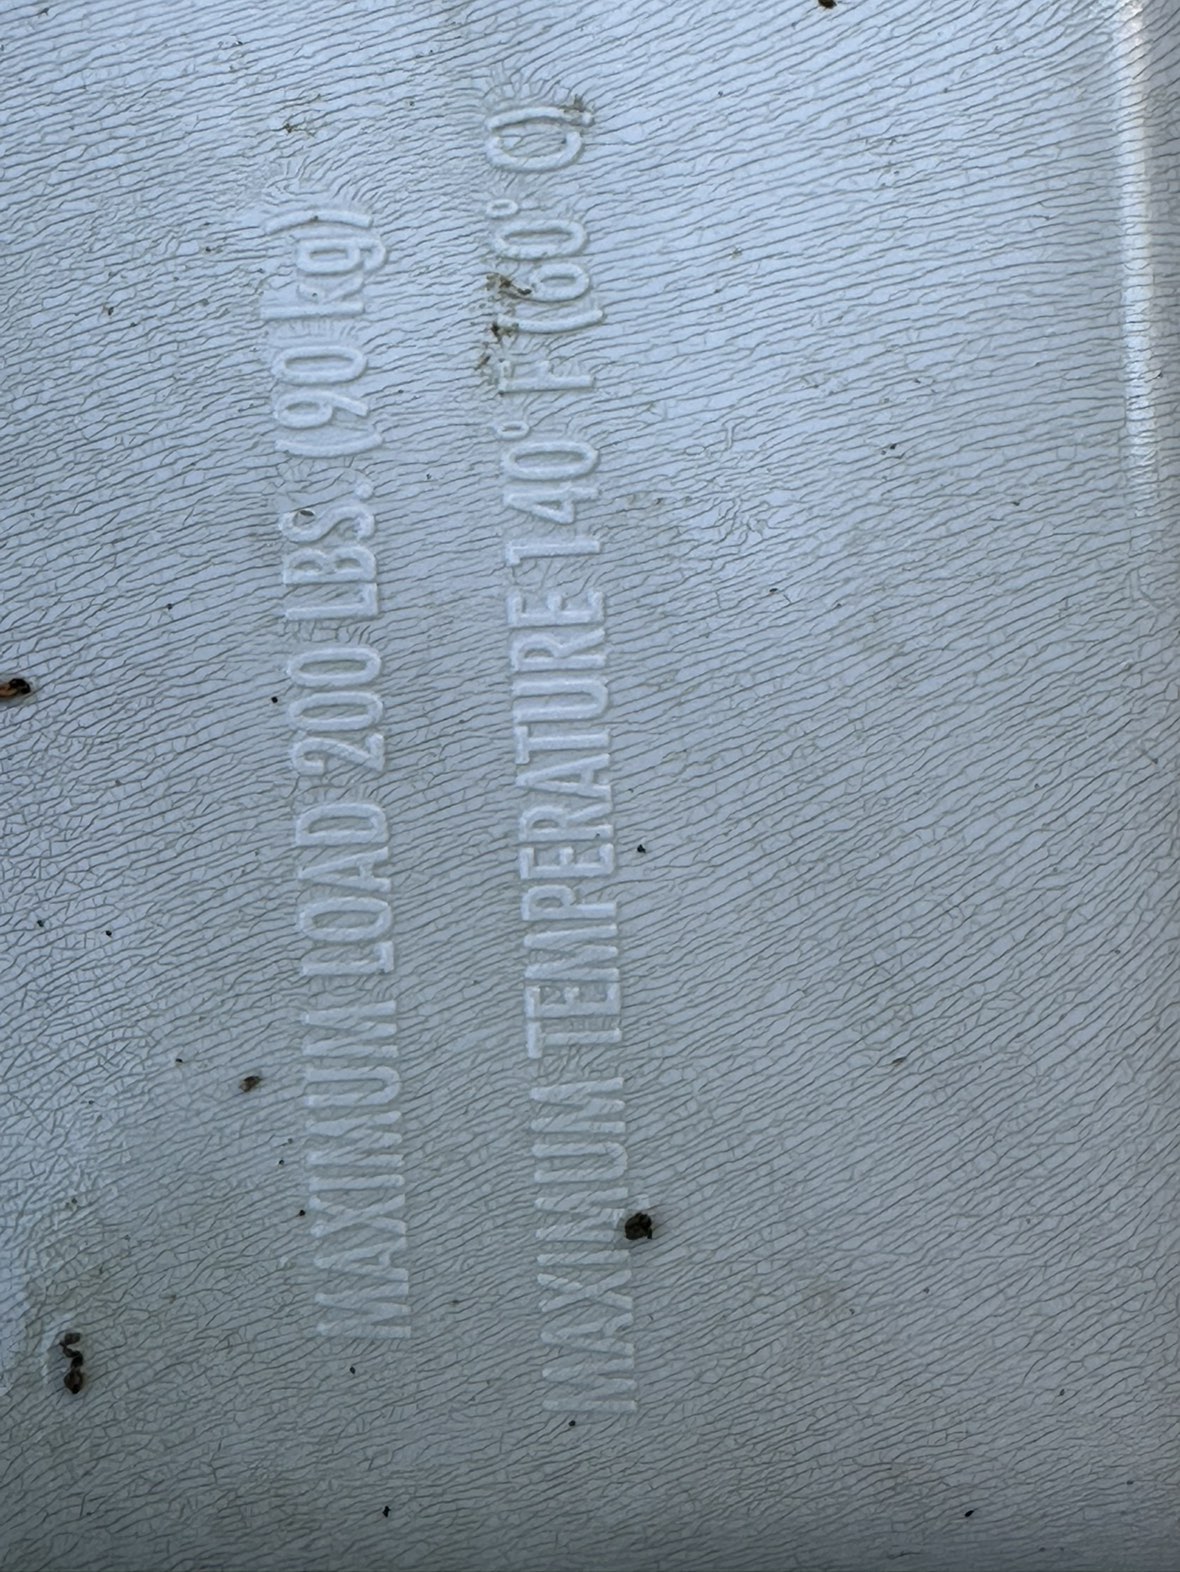 MAXIMUM LOAD 200 LBS. (90 kg)
MAXIMUM TEMPERATURE 140° F (60° C)